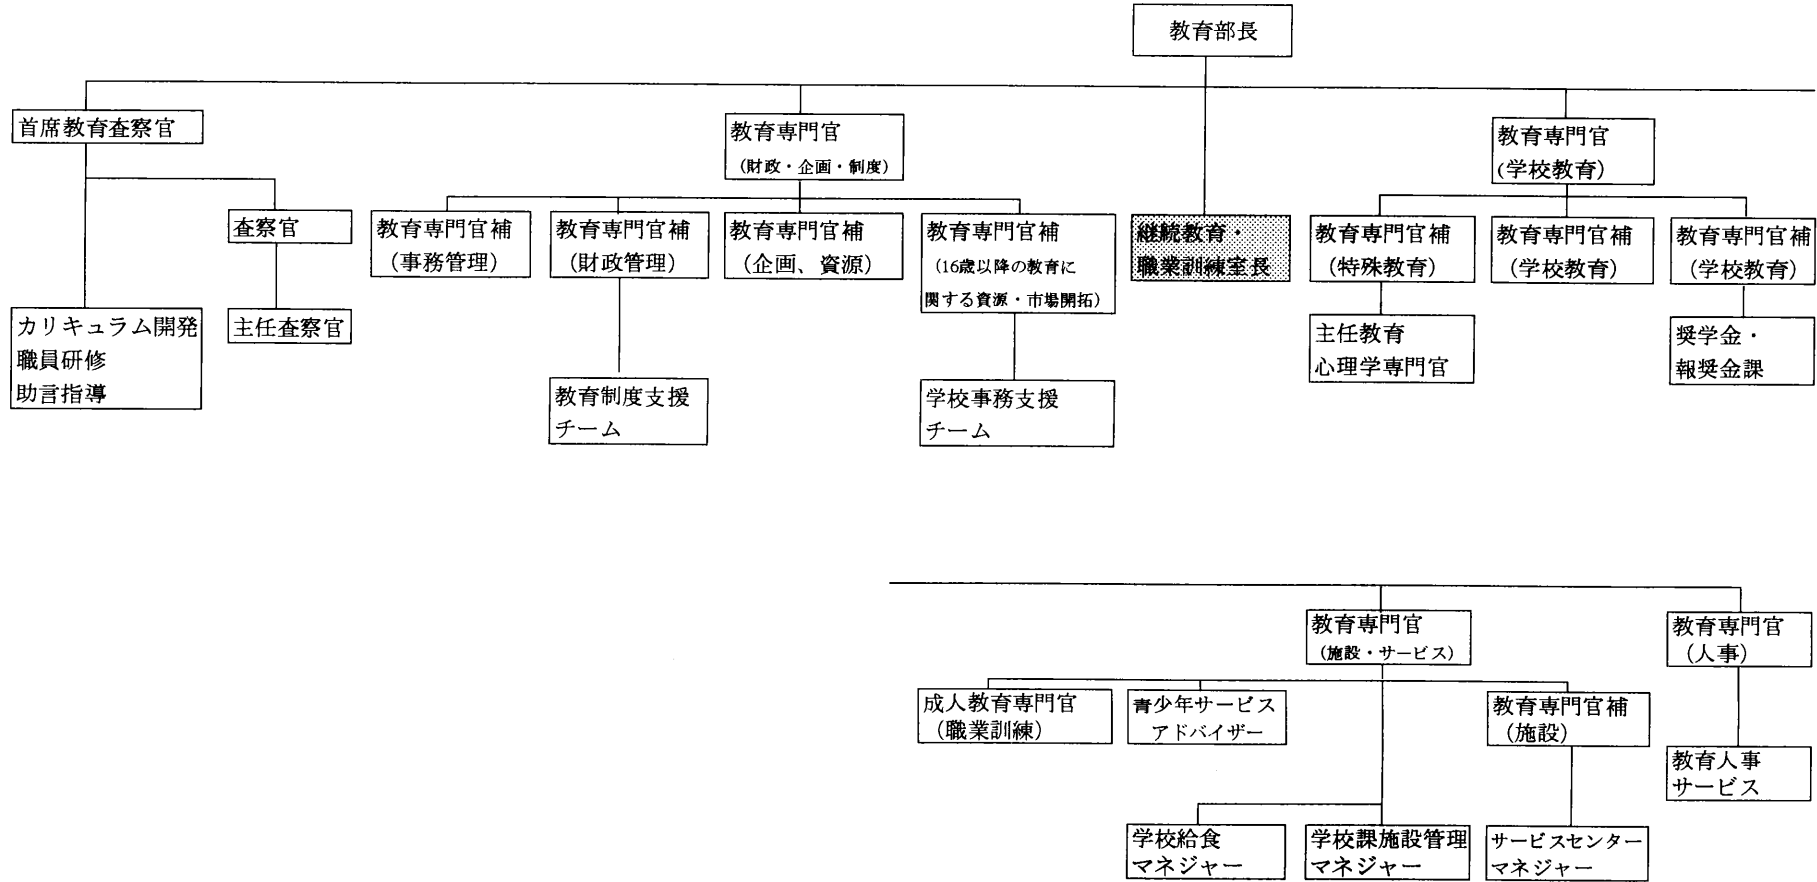 教育部長
首席教育査察官
教育専門官
(財政・企画・制度)
教育専門官
(学校教育)
査察官
教育専門官補
(事務管理)
教育専門官補
(財政管理)
教育専門官補
(企画、資源)
教育専門官補
(16歳以降の教育に
関する資源・市場開拓)
継続教育・
職業訓練室長
教育専門官補
(特殊教育)
教育専門官補
(学校教育)
教育専門官補
(学校教育)
カリキュラム開発
職員研修
助言指導
主任査察官
教育制度支援
チーム
学校事務支援
チーム
主任教育
心理学専門官
奨学金・
報奨金課
教育専門官
(施設・サービス)
教育専門官
(人事)
成人教育専門官
(職業訓練)
青少年サービス
アドバイザー
教育専門官補
(施設)
教育人事
サービス
学校給食
マネジャー
学校課施設管理
マネジャー
サービスセンター
マネジャー